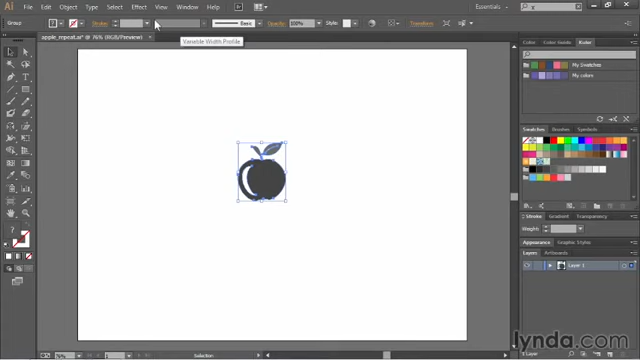 Ai
File Edit Object Type Select Effect View Window Help
Essentials
Group
Stroke:
Basic
Opacity: 100%
Style:
Transform
apple_repeat.ai* @ 76% (RGB/Preview)
Variable Width Profile
Color Color Guide Kuler
My Swatches
My colors
Swatches Brushes Symbols
Stroke Gradient Transparency
Weight:
Appearance Graphic Styles
Layers Artboards
Layer 1
76%
Selection
lynda.com